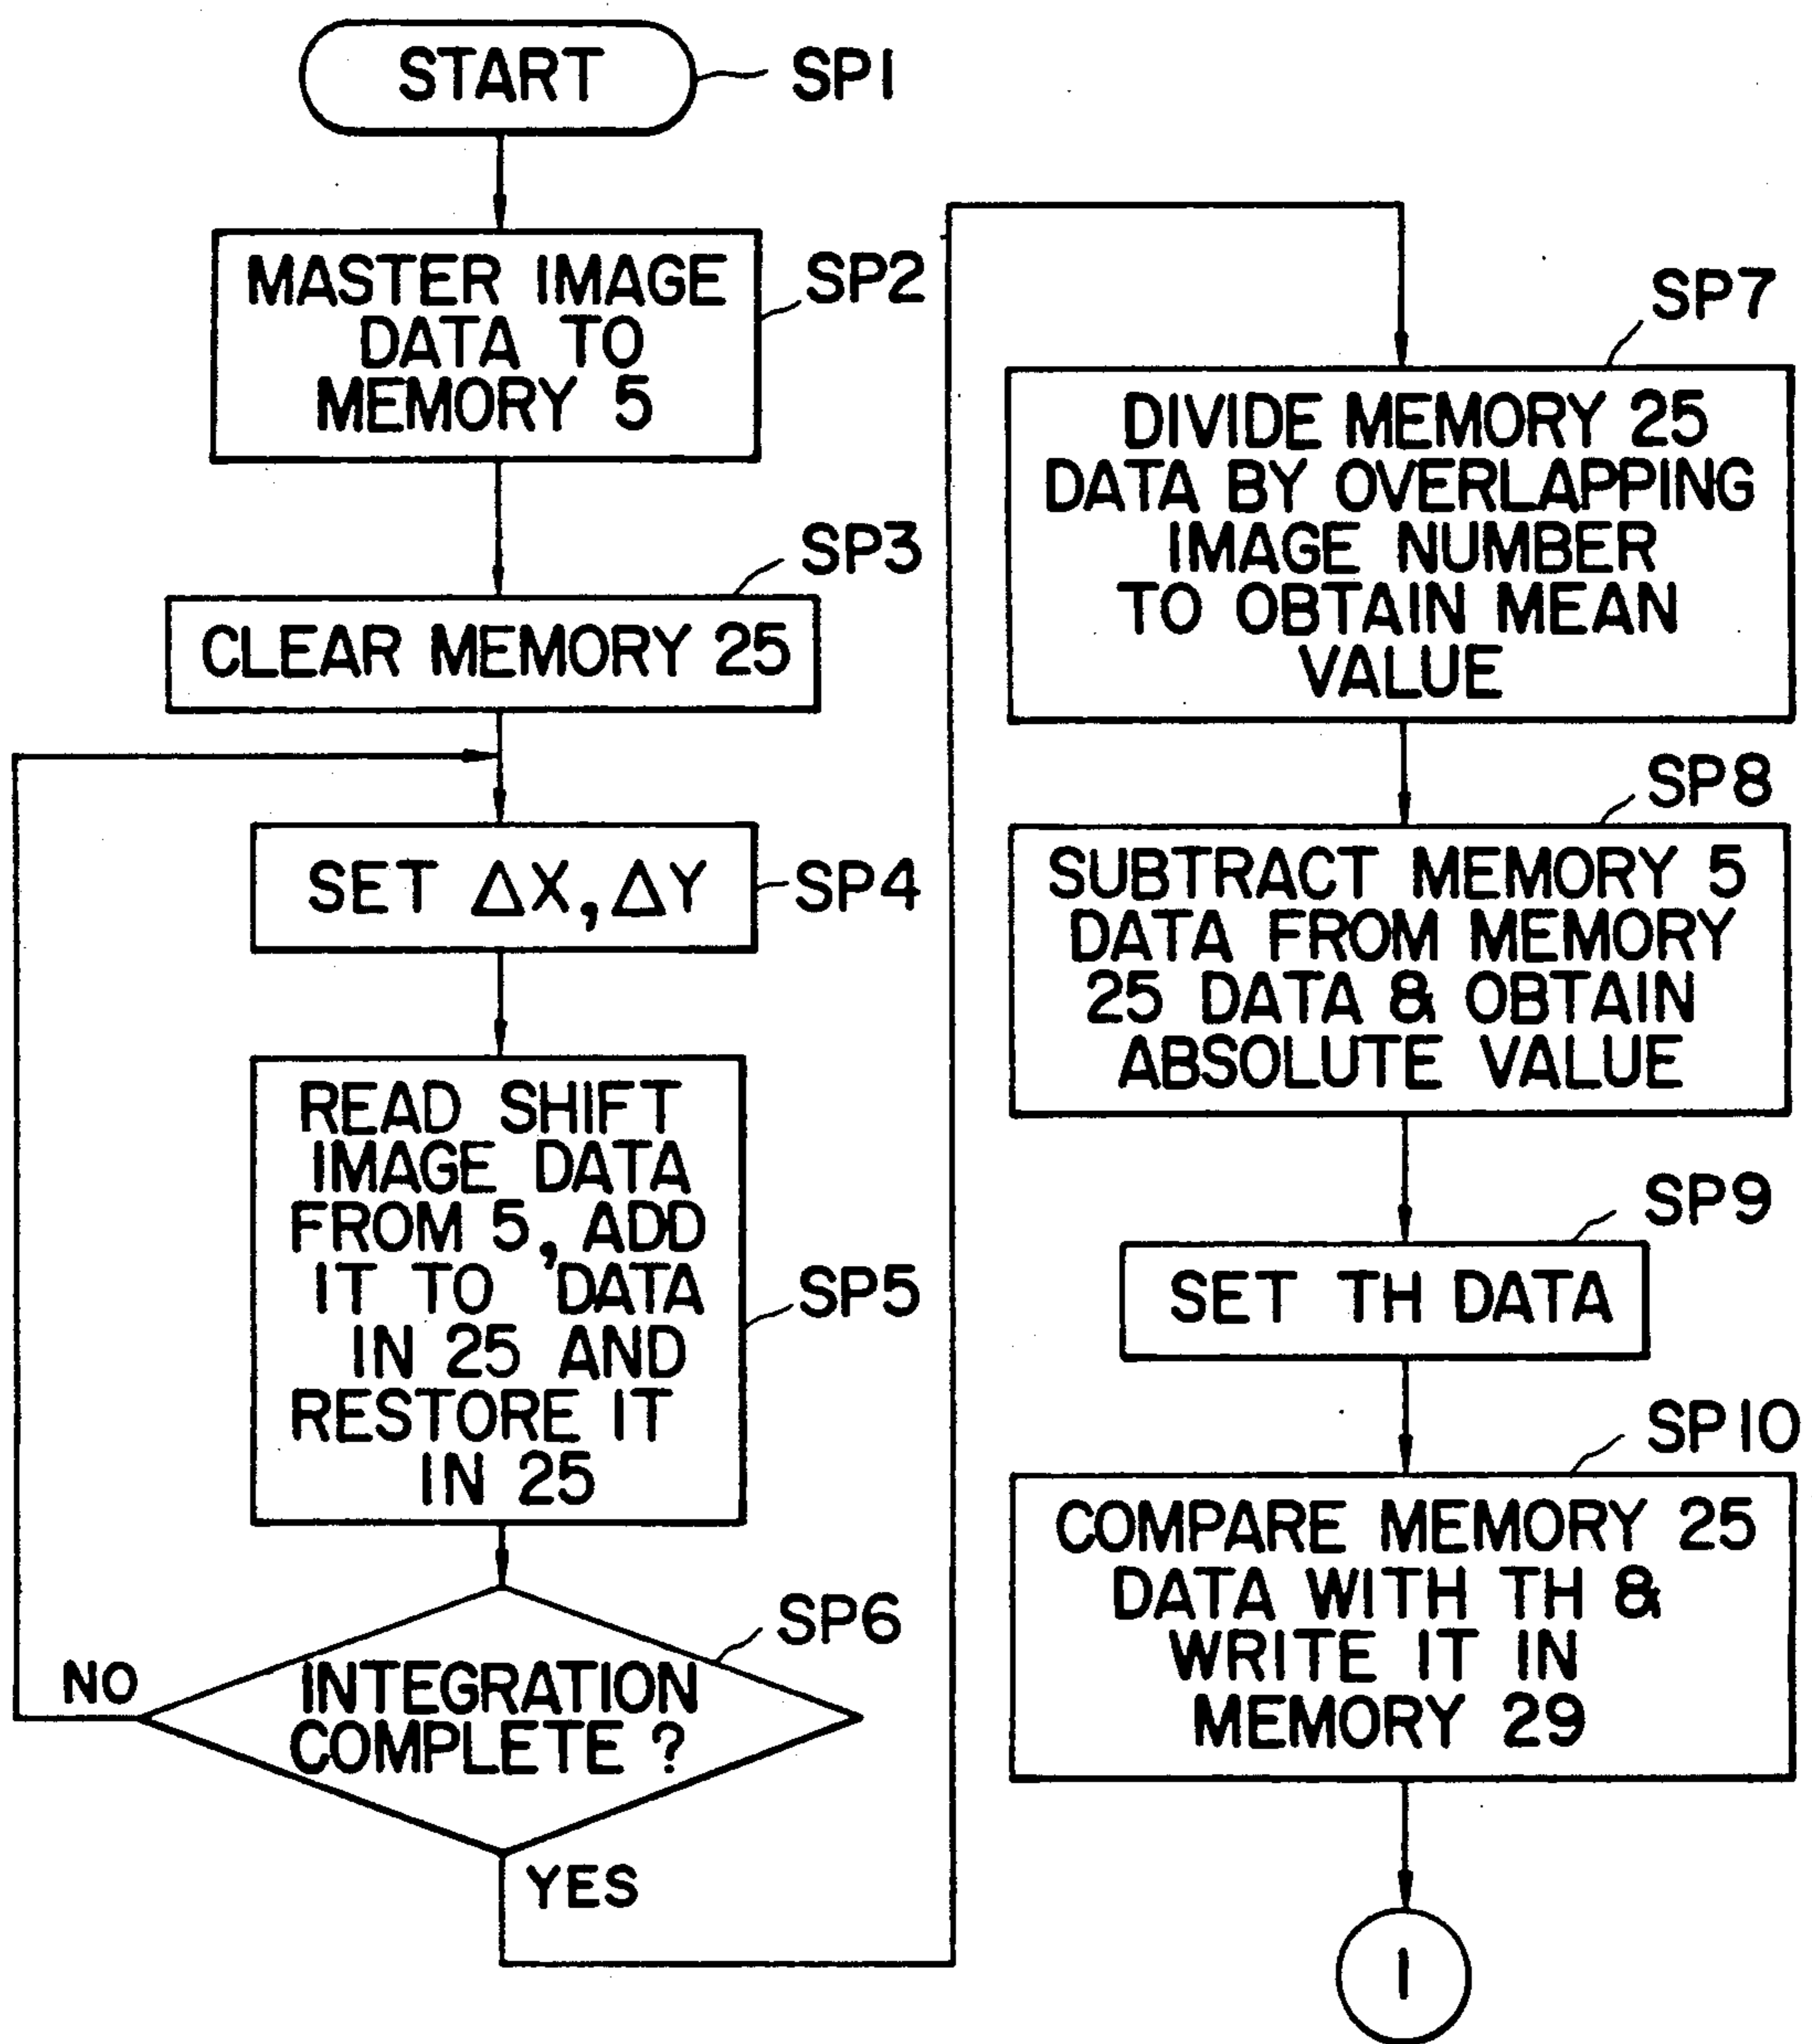 START
SP1
MASTER IMAGE
DATA TO
MEMORY 5
SP2
SP3
CLEAR MEMORY 25
SET ΔX, ΔY
SP4
READ SHIFT
IMAGE DATA
FROM 5, ADD
IT TO DATA
IN 25 AND
RESTORE IT
IN 25
SP5
SP6
INTEGRATION
COMPLETE ?
NO
YES
SP7
DIVIDE MEMORY 25
DATA BY OVERLAPPING
IMAGE NUMBER
TO OBTAIN MEAN
VALUE
SP8
SUBTRACT MEMORY 5
DATA FROM MEMORY
25 DATA & OBTAIN
ABSOLUTE VALUE
SP9
SET TH DATA
SP10
COMPARE MEMORY 25
DATA WITH TH &
WRITE IT IN
MEMORY 29
1